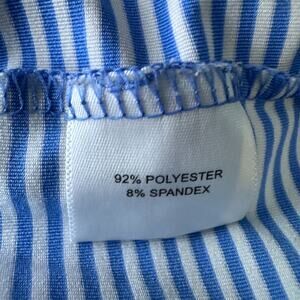 92% POLYESTER
8% SPANDEX